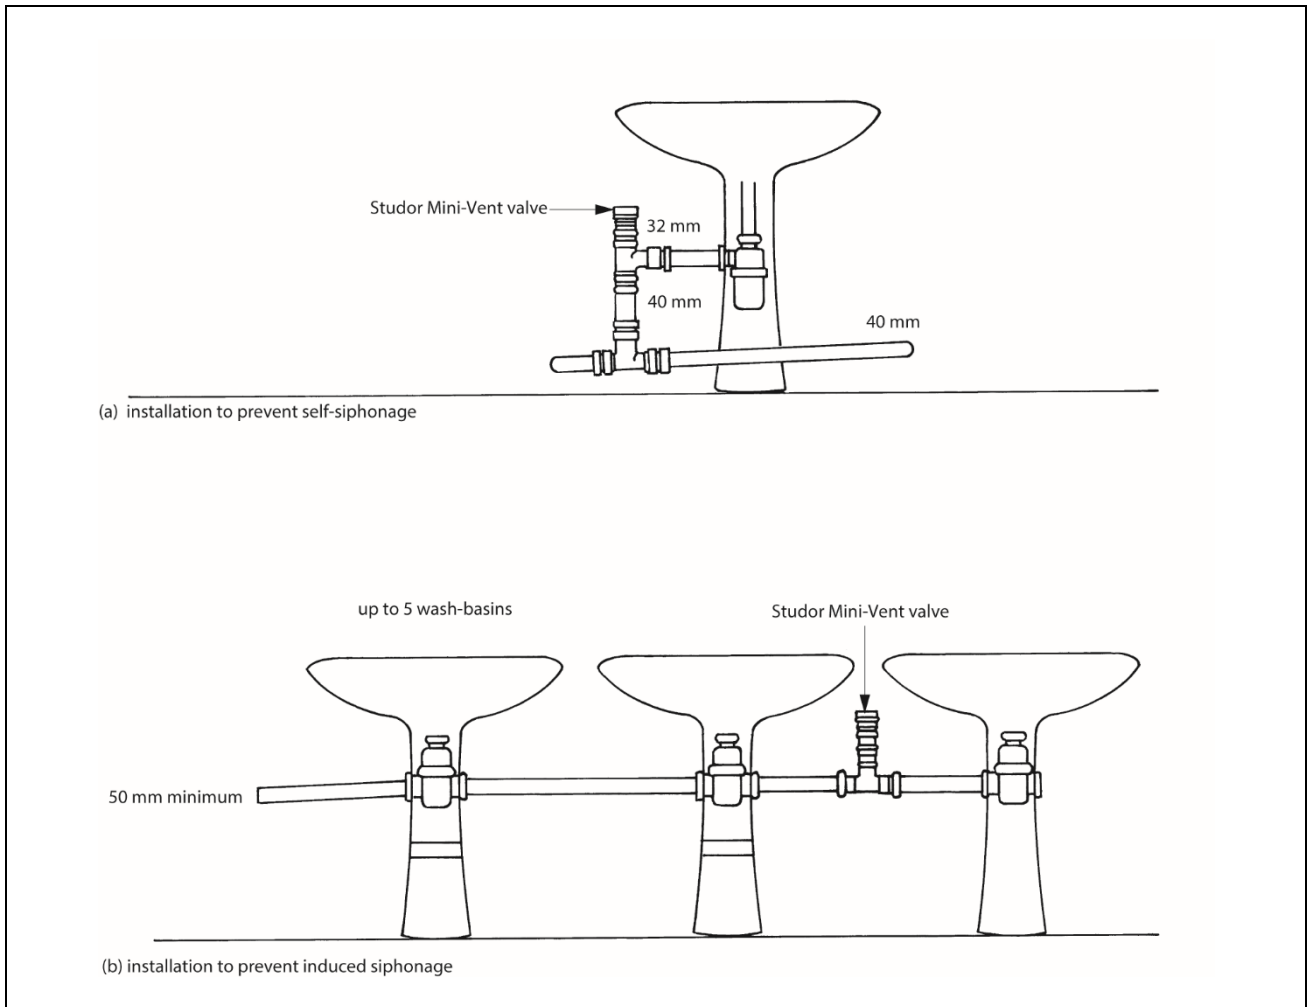 Studor Mini-Vent valve
32 mm
40 mm
40 mm
(a) installation to prevent self-siphonage
up to 5 wash-basins
Studor Mini-Vent valve
50 mm minimum
(b) installation to prevent induced siphonage